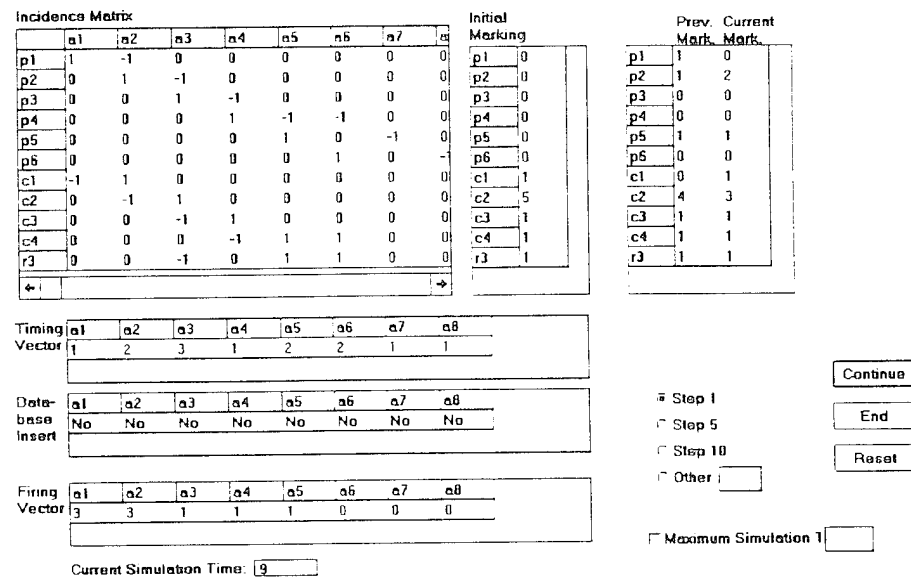 Incidence Matrix
a1 a2 a3 a4 a5 a6 a7 a
p1 1 -1 0 0 0 0 0 0
p2 0 1 -1 0 0 0 0 0
p3 0 0 1 -1 0 0 0 0
p4 0 0 0 1 -1 -1 0 0
p5 0 0 0 0 1 0 -1 0
p6 0 0 0 0 0 1 0 -1
c1 -1 1 0 0 0 0 0 0
c2 0 -1 1 0 0 0 0 0
c3 0 0 -1 1 0 0 0 0
c4 0 0 0 -1 1 1 0 0
r3 0 0 -1 0 1 1 0 0
Initial
Marking
p1 0
p2 0
p3 0
p4 0
p5 0
p6 0
c1 1
c2 5
c3 1
c4 1
r3 1
Prev. Current
Mark. Mark.
p1 1 0
p2 1 2
p3 0 0
p4 0 0
p5 1 1
p6 0 0
c1 0 1
c2 4 3
c3 1 1
c4 1 1
r3 1 1
Timing a1 a2 a3 a4 a5 a6 a7 a8
Vector 1 2 3 1 2 2 1 1
Data- a1 a2 a3 a4 a5 a6 a7 a8
base No No No No No No No No
Insert
Firing a1 a2 a3 a4 a5 a6 a7 a8
Vector 3 3 1 1 1 0 0 0
Current Simulation Time: 9
Step 1
Step 5
Step 10
Other
Maximum Simulation T
Continue
End
Reset